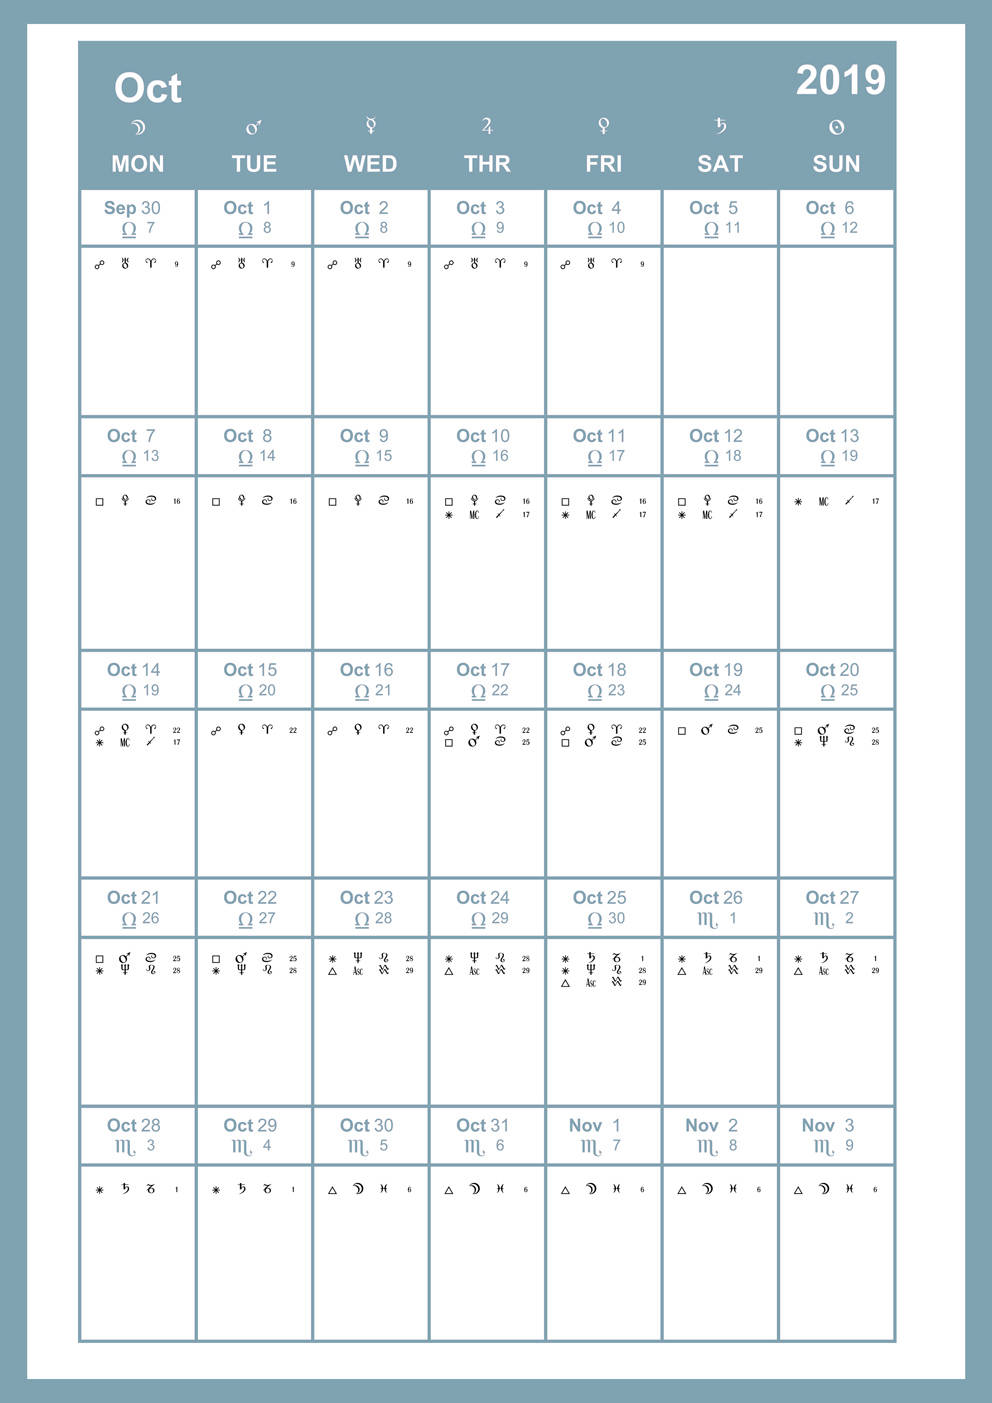 Oct 2019
☽ ♂ ☿ ♃ ♀ ♄ ☉
MON TUE WED THR FRI SAT SUN
Sep 30 Oct 1 Oct 2 Oct 3 Oct 4 Oct 5 Oct 6
♎ 7 ♎ 8 ♎ 8 ♎ 9 ♎ 10 ♎ 11 ♎ 12
☍ ♅ ♈ 9 ☍ ♅ ♈ 9 ☍ ♅ ♈ 9 ☍ ♅ ♈ 9 ☍ ♅ ♈ 9
Oct 7 Oct 8 Oct 9 Oct 10 Oct 11 Oct 12 Oct 13
♎ 13 ♎ 14 ♎ 15 ♎ 16 ♎ 17 ♎ 18 ♎ 19
□ ⚴ ♋ 16 □ ⚴ ♋ 16 □ ⚴ ♋ 16 □ ⚴ ♋ 16 □ ⚴ ♋ 16 □ ⚴ ♋ 16 ⚹ MC ♐ 17
⚹ MC ♐ 17 ⚹ MC ♐ 17 ⚹ MC ♐ 17
Oct 14 Oct 15 Oct 16 Oct 17 Oct 18 Oct 19 Oct 20
♎ 19 ♎ 20 ♎ 21 ♎ 22 ♎ 23 ♎ 24 ♎ 25
☍ ♀ ♈ 22 ☍ ♀ ♈ 22 ☍ ♀ ♈ 22 ☍ ♀ ♈ 22 ☍ ♀ ♈ 22 □ ♂ ♋ 25 □ ♂ ♋ 25
⚹ MC ♐ 17 □ ♂ ♋ 25 □ ♂ ♋ 25 ⚹ ♆ ♌ 28
Oct 21 Oct 22 Oct 23 Oct 24 Oct 25 Oct 26 Oct 27
♎ 26 ♎ 27 ♎ 28 ♎ 29 ♎ 30 ♏ 1 ♏ 2
□ ♂ ♋ 25 □ ♂ ♋ 25 ⚹ ♆ ♌ 28 ⚹ ♆ ♌ 28 ⚹ ♄ ♑ 1 ⚹ ♄ ♑ 1 ⚹ ♄ ♑ 1
⚹ ♆ ♌ 28 ⚹ ♆ ♌ 28 △ Asc ♒ 29 △ Asc ♒ 29 ⚹ ♆ ♌ 28 △ Asc ♒ 29 △ Asc ♒ 29
△ Asc ♒ 29
Oct 28 Oct 29 Oct 30 Oct 31 Nov 1 Nov 2 Nov 3
♏ 3 ♏ 4 ♏ 5 ♏ 6 ♏ 7 ♏ 8 ♏ 9
⚹ ♄ ♑ 1 ⚹ ♄ ♑ 1 △ ☽ ♓ 6 △ ☽ ♓ 6 △ ☽ ♓ 6 △ ☽ ♓ 6 △ ☽ ♓ 6